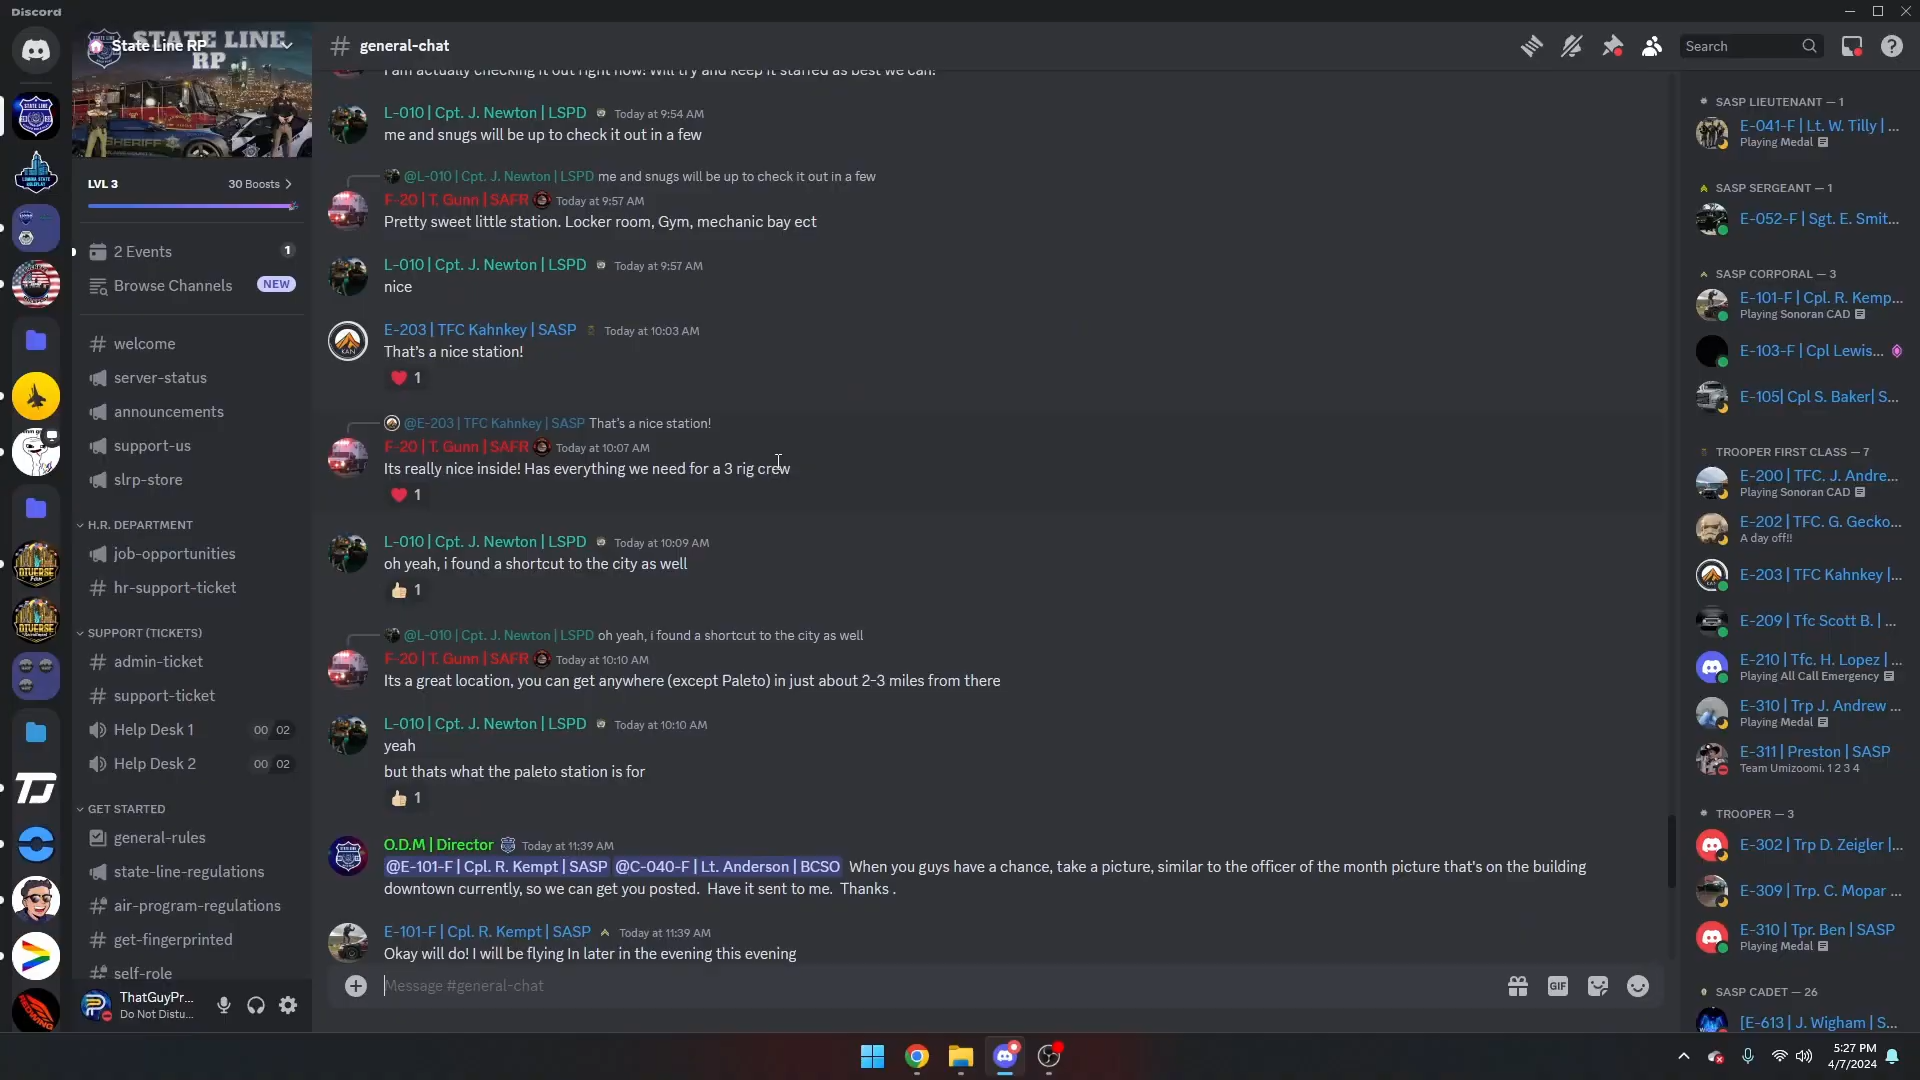 Discord
STATE LINE RP
State Line RP
LVL 3
30 Boosts
2 Events
1
Browse Channels
NEW
welcome
server-status
announcements
support-us
slrp-store
H.R. DEPARTMENT
job-opportunities
hr-support-ticket
SUPPORT (TICKETS)
admin-ticket
support-ticket
Help Desk 1
00 02
Help Desk 2
00 02
GET STARTED
general-rules
state-line-regulations
air-program-regulations
get-fingerprinted
self-role
ThatGuyPr...
Do Not Distu...
general-chat
Search
I am actually checking it out right now! Will try and keep it staffed as best we can!
L-010 | Cpt. J. Newton | LSPD Today at 9:54 AM
me and snugs will be up to check it out in a few
@L-010 | Cpt. J. Newton | LSPD me and snugs will be up to check it out in a few
F-20 | T. Gunn | SAFR Today at 9:57 AM
Pretty sweet little station. Locker room, Gym, mechanic bay ect
L-010 | Cpt. J. Newton | LSPD Today at 9:57 AM
nice
E-203 | TFC Kahnkey | SASP Today at 10:03 AM
That's a nice station!
1
@E-203 | TFC Kahnkey | SASP That's a nice station!
F-20 | T. Gunn | SAFR Today at 10:07 AM
Its really nice inside! Has everything we need for a 3 rig crew
1
L-010 | Cpt. J. Newton | LSPD Today at 10:09 AM
oh yeah, i found a shortcut to the city as well
1
@L-010 | Cpt. J. Newton | LSPD oh yeah, i found a shortcut to the city as well
F-20 | T. Gunn | SAFR Today at 10:10 AM
Its a great location, you can get anywhere (except Paleto) in just about 2-3 miles from there
L-010 | Cpt. J. Newton | LSPD Today at 10:10 AM
yeah
but thats what the paleto station is for
1
O.D.M | Director Today at 11:39 AM
@E-101-F | Cpl. R. Kempt | SASP @C-040-F | Lt. Anderson | BCSO When you guys have a chance, take a picture, similar to the officer of the month picture that's on the building
downtown currently, so we can get you posted. Have it sent to me. Thanks .
E-101-F | Cpl. R. Kempt | SASP Today at 11:39 AM
Okay will do! I will be flying In later in the evening this evening
Message #general-chat
GIF
SASP LIEUTENANT — 1
E-041-F | Lt. W. Tilly | ...
Playing Medal
SASP SERGEANT — 1
E-052-F | Sgt. E. Smit...
SASP CORPORAL — 3
E-101-F | Cpl. R. Kemp...
Playing Sonoran CAD
E-103-F | Cpl Lewis...
E-105| Cpl S. Baker| S...
TROOPER FIRST CLASS — 7
E-200 | TFC. J. Andre...
Playing Sonoran CAD
E-202 | TFC. G. Gecko...
A day off!!
E-203 | TFC Kahnkey |...
E-209 | Tfc Scott B. | ...
E-210 | Tfc. H. Lopez | ...
Playing All Call Emergency
E-310 | Trp J. Andrew ...
Playing Medal
E-311 | Preston | SASP
Team Umizoomi. 1 2 3 4
TROOPER — 3
E-302 | Trp D. Zeigler |...
E-309 | Trp. C. Mopar ...
E-310 | Tpr. Ben | SASP
Playing Medal
SASP CADET — 26
[E-613 | J. Wigham | S...
5:27 PM
4/7/2024